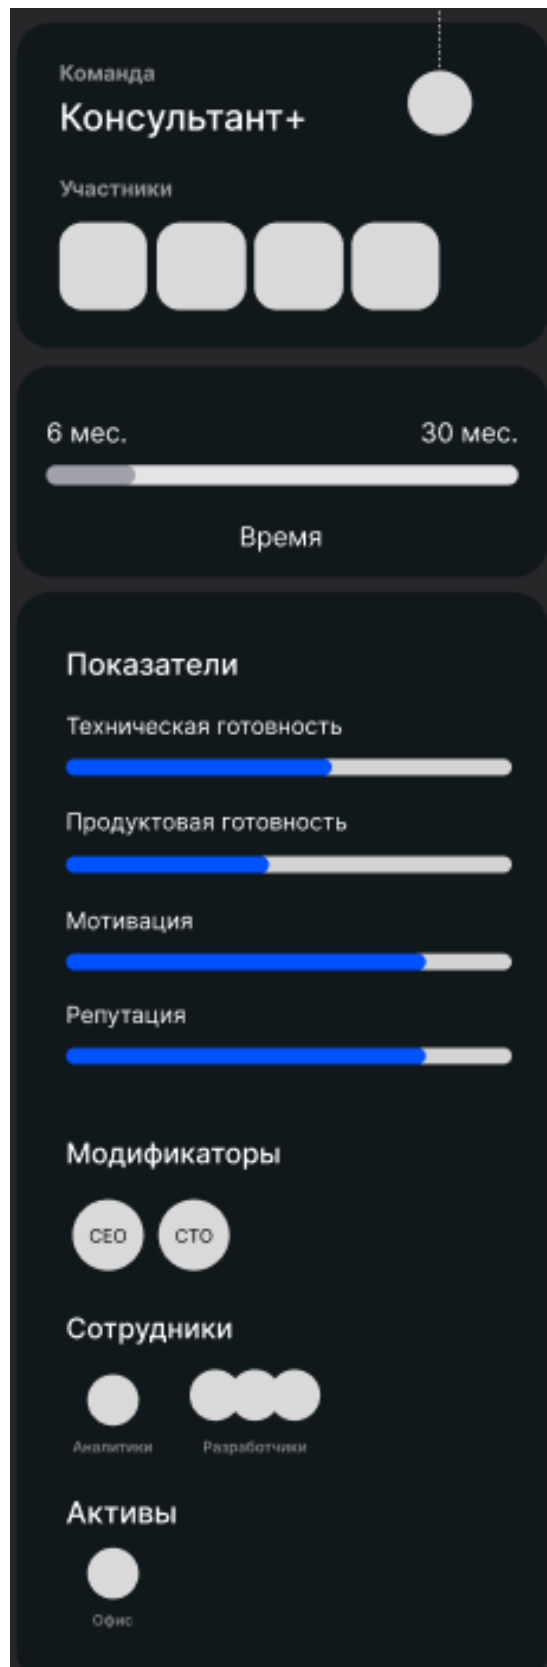 Команда
Консультант+
Участники
6 мес. 30 мес.
Время
Показатели
Техническая готовность
Продуктовая готовность
Мотивация
Репутация
Модификаторы
CEO CTO
Сотрудники
Аналитики Разработчики
Активы
Офис